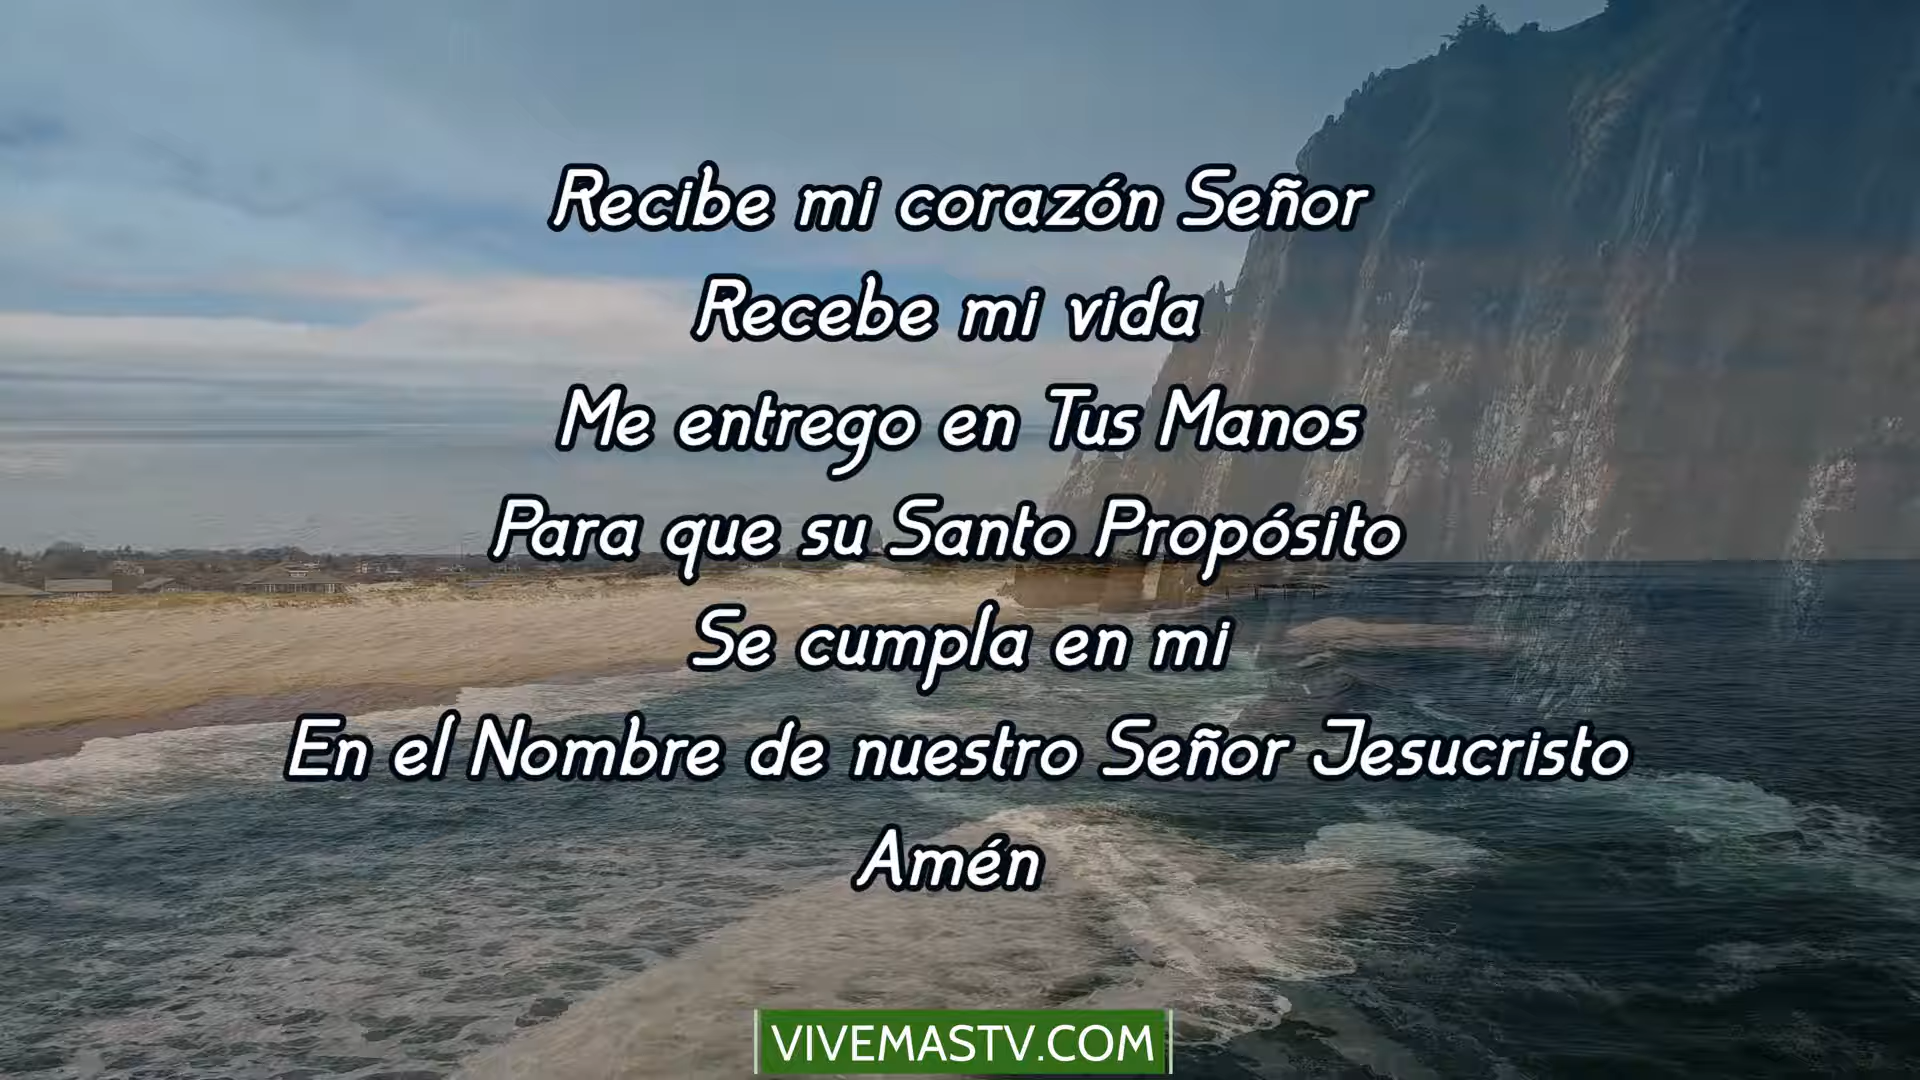 Recibe mi corazón Señor
Recebe mi vida
Me entrego en Tus Manos
Para que su Santo Propósito
Se cumpla en mi
En el Nombre de nuestro Señor Jesucristo
Amén
VIVEMASTV.COM